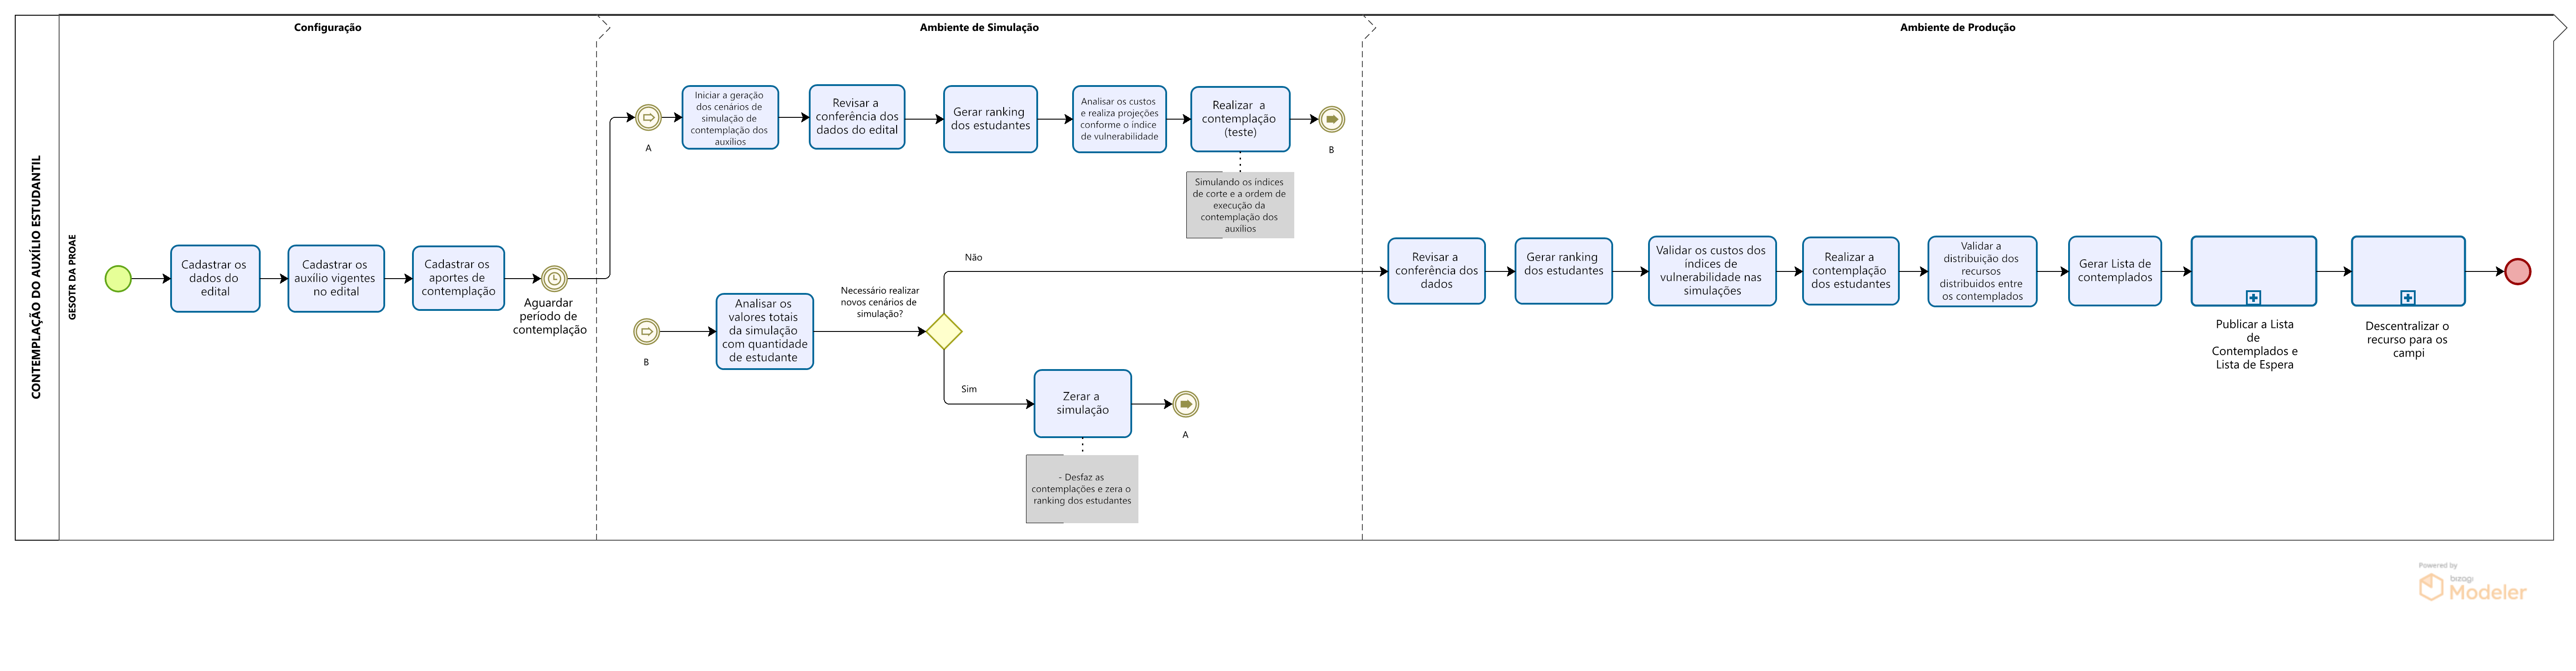 CONTEMPLAÇÃO DO AUXÍLIO ESTUDANTIL
GESOTR DA PROAE
Configuração
Cadastrar os
dados do
edital
Cadastrar os
auxílio vigentes
no edital
Cadastrar os
aportes de
contemplação
Aguardar
período de
contemplação
Ambiente de Simulação
A
Iniciar a geração
dos cenários de
simulação de
contemplação dos
auxílios
Revisar a
conferência dos
dados do edital
Gerar ranking
dos estudantes
Analisar os custos
e realiza projeções
conforme o índice
de vulnerabilidade
Realizar a
contemplação
(teste)
B
Simulando os índices
de corte e a ordem de
execução da
contemplação dos
auxílios
B
Analisar os
valores totais
da simulação
com quantidade
de estudante
Necessário realizar
novos cenários de
simulação?
Não
Sim
Zerar a
simulação
A
- Desfaz as
contemplações e zera o
ranking dos estudantes
Ambiente de Produção
Revisar a
conferência dos
dados
Gerar ranking
dos estudantes
Validar os custos dos
índices de
vulnerabilidade nas
simulações
Realizar a
contemplação
dos estudantes
Validar a
distribuição dos
recursos
distribuidos entre
os contemplados
Gerar Lista de
contemplados
Publicar a Lista
de
Contemplados e
Lista de Espera
Descentralizar o
recurso para os
campi
Powered by
bizagi
Modeler